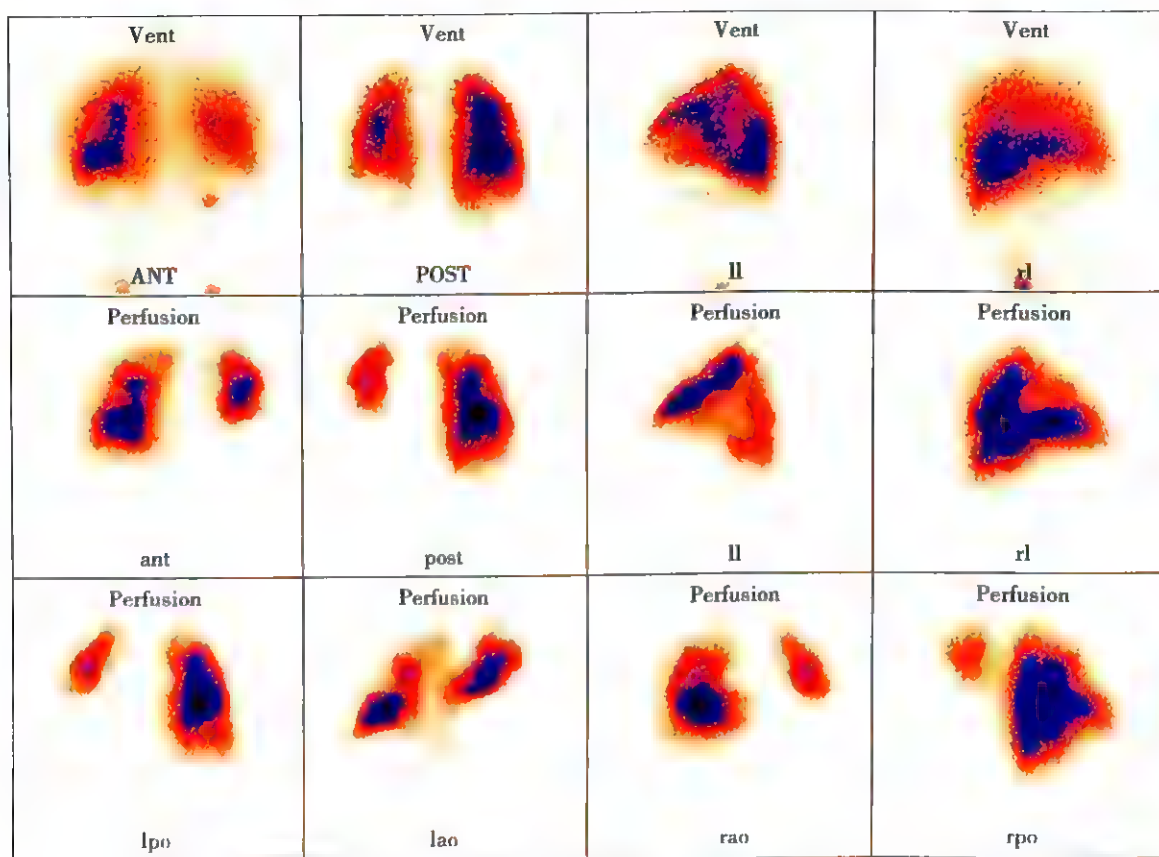 Vent
Vent
Vent
Vent
ANT
POST
ll
rl
Perfusion
Perfusion
Perfusion
Perfusion
ant
post
ll
rl
Perfusion
Perfusion
Perfusion
Perfusion
lpo
lao
rao
rpo